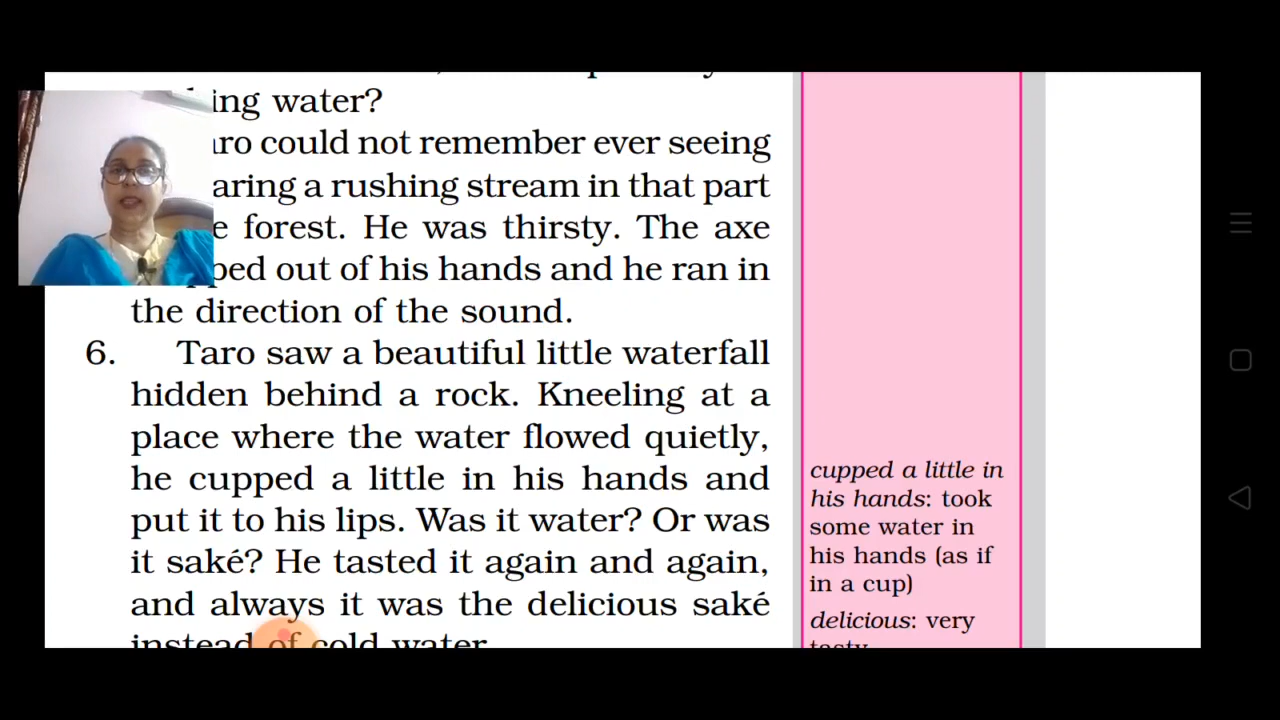 ing water?
aro could not remember ever seeing
aring a rushing stream in that part
e forest. He was thirsty. The axe
ped out of his hands and he ran in
the direction of the sound.
6. Taro saw a beautiful little waterfall
hidden behind a rock. Kneeling at a
place where the water flowed quietly,
he cupped a little in his hands and
put it to his lips. Was it water? Or was
it saké? He tasted it again and again,
and always it was the delicious saké
instead of cold water.
cupped a little in
his hands: took
some water in
his hands (as if
in a cup)
delicious: very
tasty